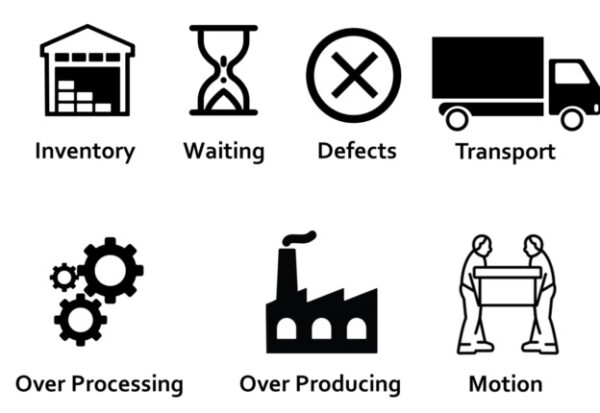 Inventory
Waiting
Defects
Transport
Over Processing
Over Producing
Motion